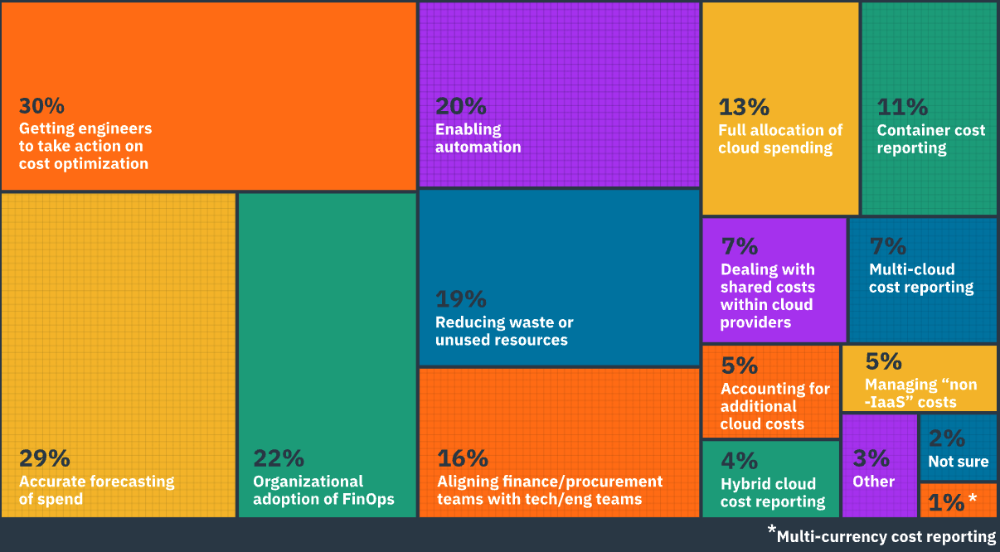 30%
Getting engineers
to take action on
cost optimization
20%
Enabling
automation
13%
Full allocation of
cloud spending
11%
Container cost
reporting
29%
Accurate forecasting
of spend
22%
Organizational
adoption of FinOps
19%
Reducing waste or
unused resources
16%
Aligning finance/procurement
teams with tech/eng teams
7%
Dealing with
shared costs
within cloud
providers
7%
Multi-cloud
cost reporting
5%
Accounting for
additional
cloud costs
5%
Managing “non
-IaaS” costs
4%
Hybrid cloud
cost reporting
3%
Other
2%
Not sure
1% *
*Multi-currency cost reporting